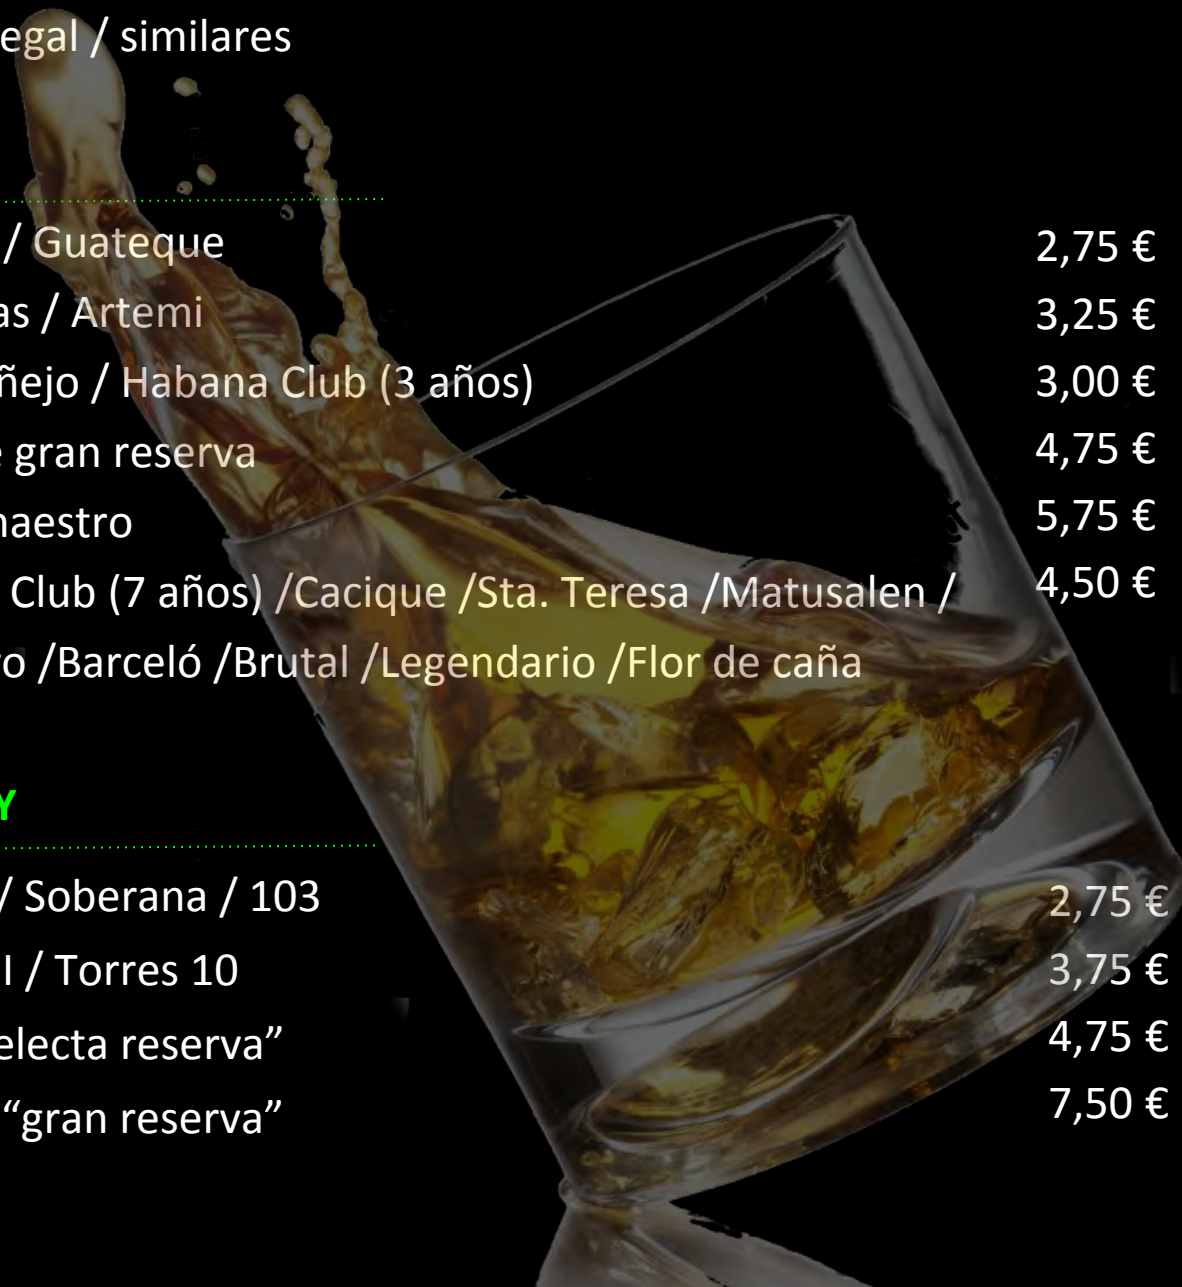 egal / similares
/ Guateque 2,75 €
as / Artemi 3,25 €
ñejo / Habana Club (3 años) 3,00 €
e gran reserva 4,75 €
naestro 5,75 €
Club (7 años) /Cacique /Sta. Teresa /Matusalen / 4,50 €
ro /Barceló /Brutal /Legendario /Flor de caña
Y
/ Soberana / 103 2,75 €
I / Torres 10 3,75 €
electa reserva” 4,75 €
“gran reserva” 7,50 €